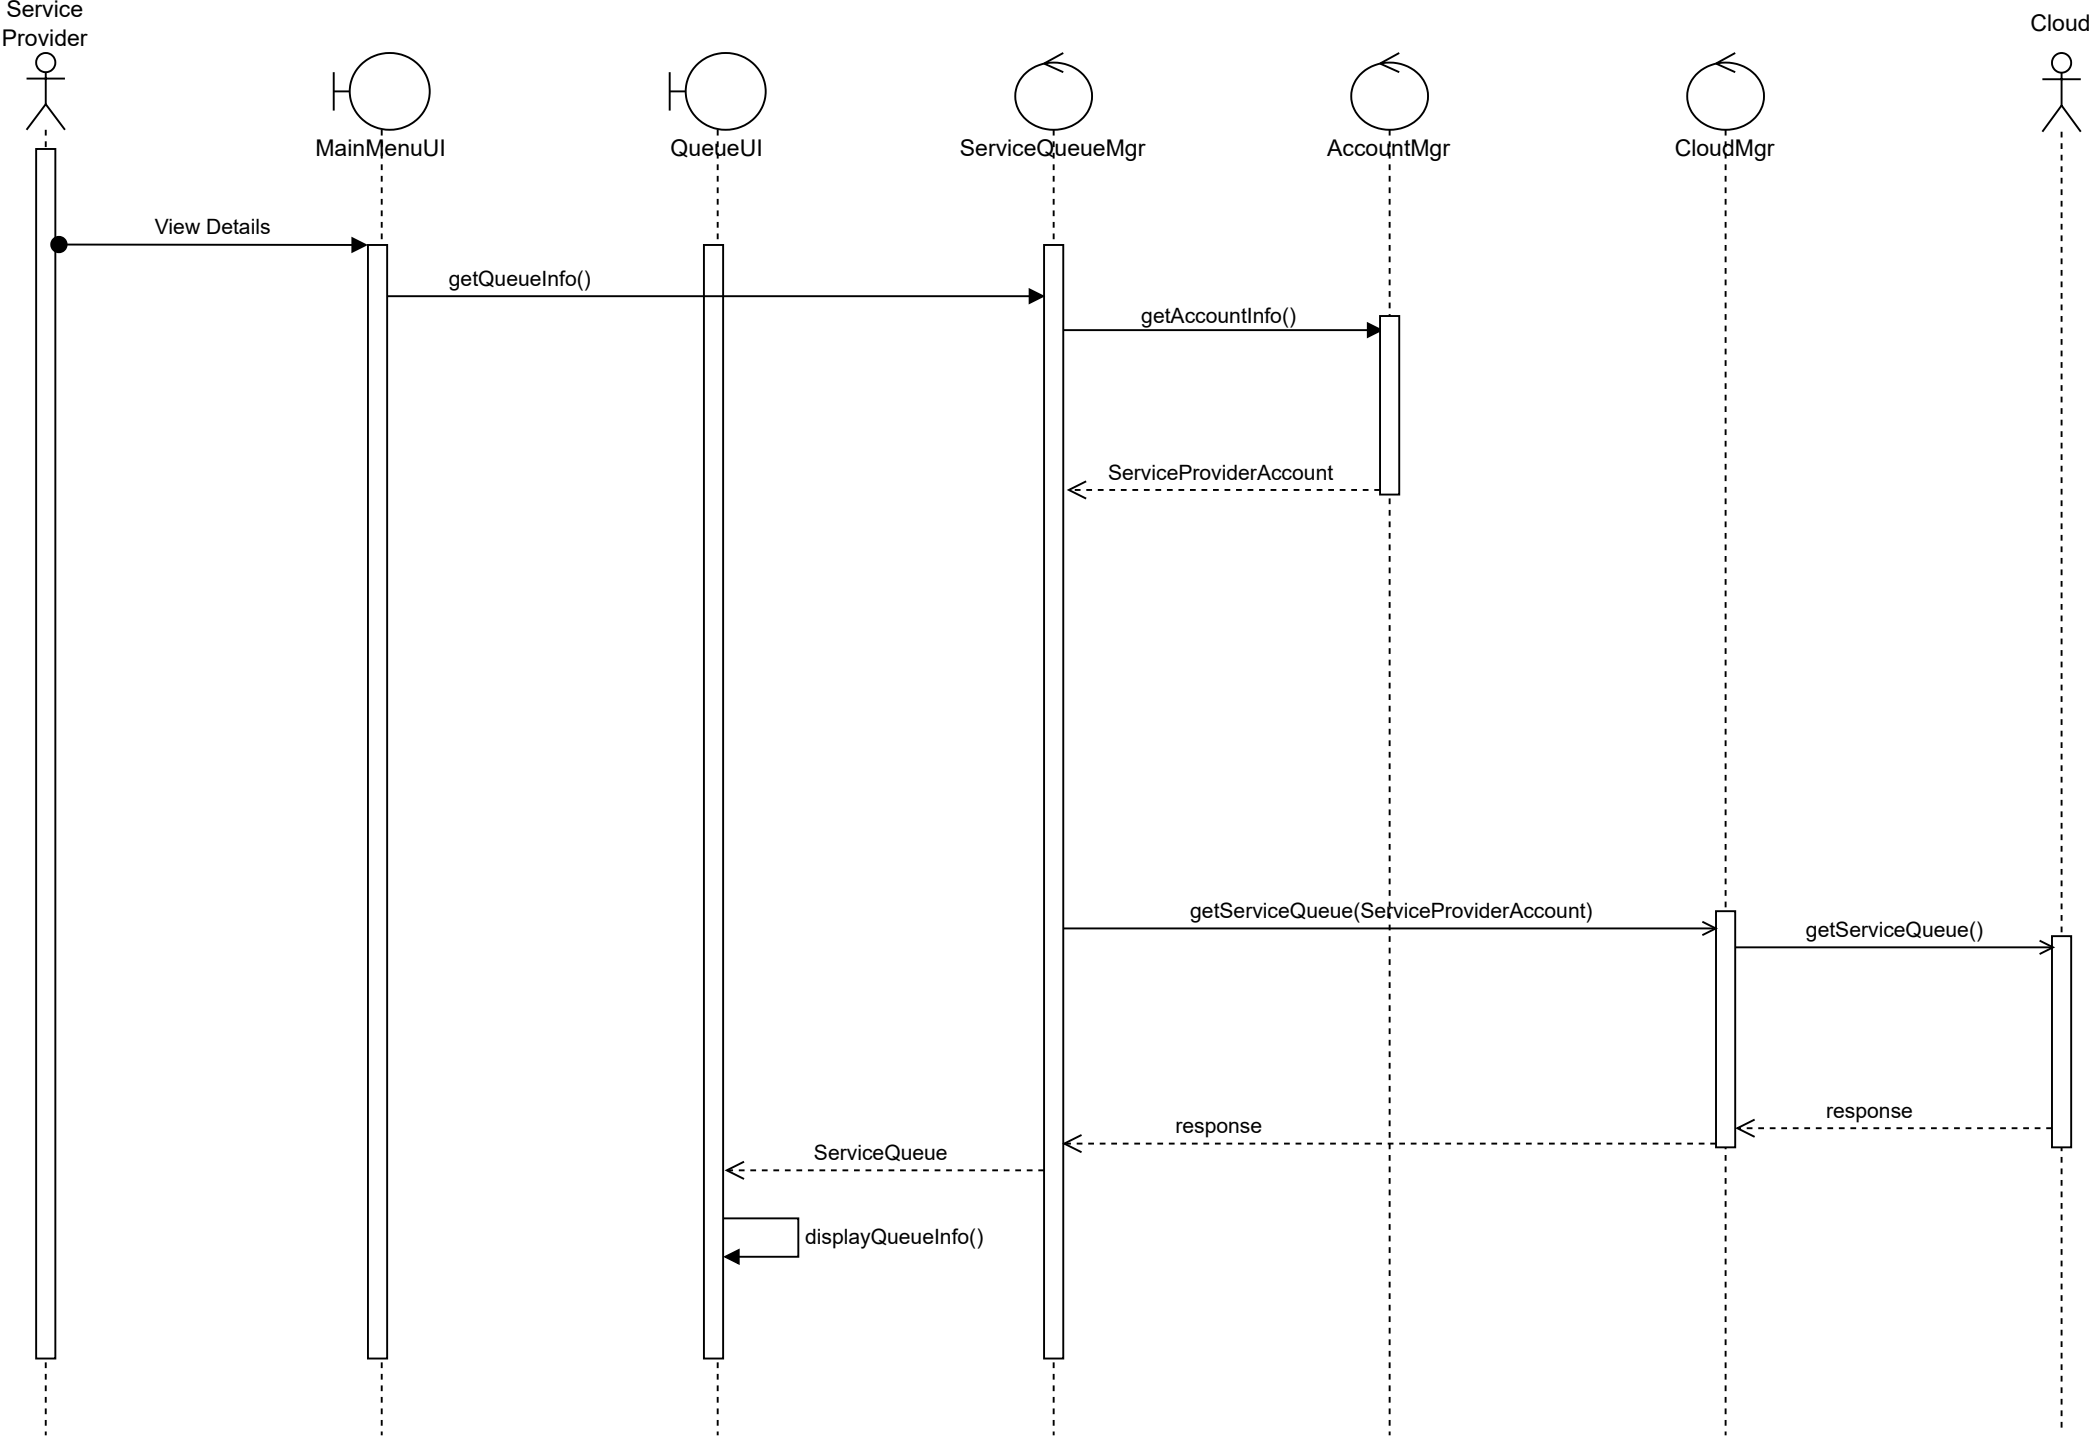 Service
Provider
Cloud
MainMenuUI
QueueUI
ServiceQueueMgr
AccountMgr
CloudMgr
View Details
getQueueInfo()
getAccountInfo()
ServiceProviderAccount
getServiceQueue(ServiceProviderAccount)
getServiceQueue()
response
response
ServiceQueue
displayQueueInfo()